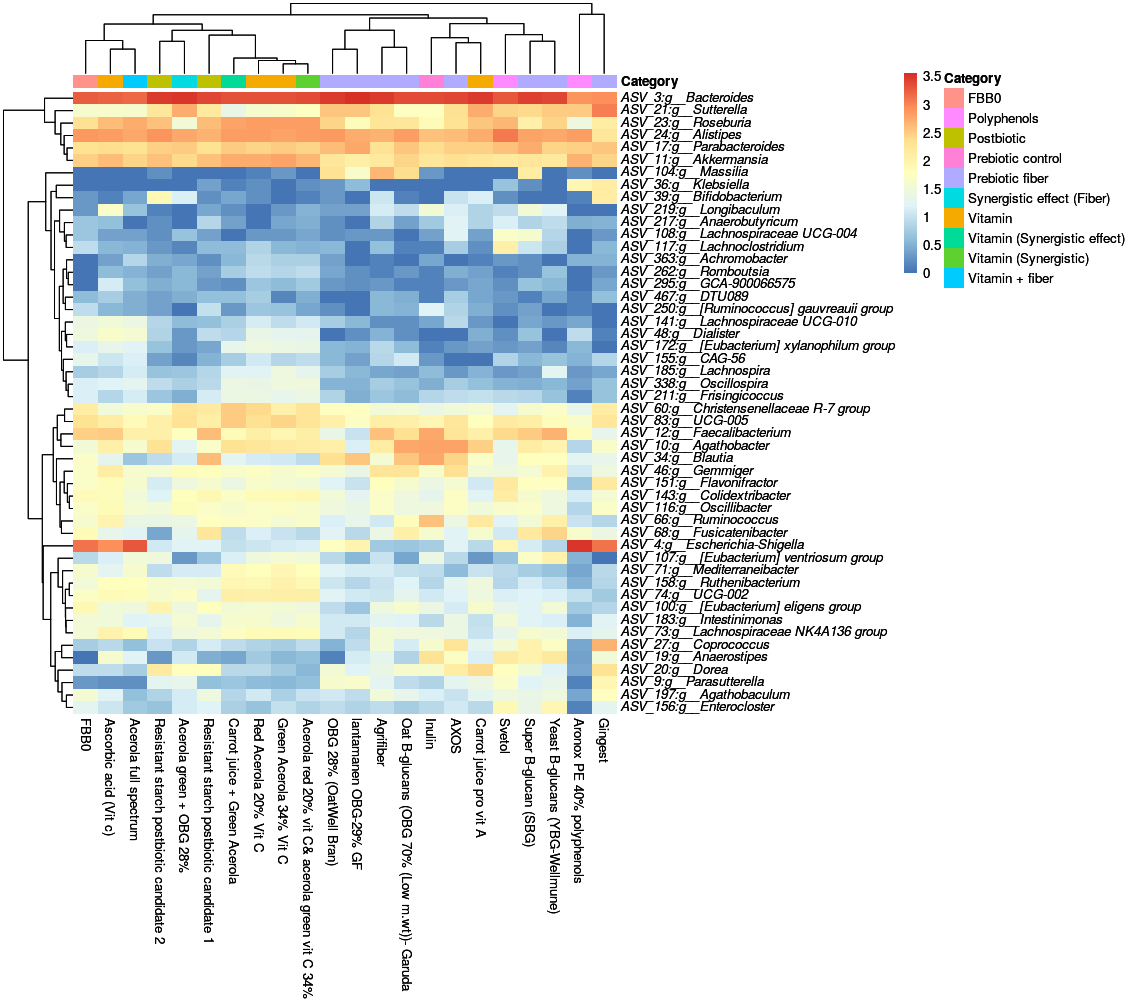 Category
ASV_3:g__Bacteroides
ASV_21:g__Sutterella
ASV_23:g__Roseburia
ASV_24:g__Alistipes
ASV_17:g__Parabacteroides
ASV_11:g__Akkermansia
ASV_104:g__Massilia
ASV_36:g__Klebsiella
ASV_39:g__Bifidobacterium
ASV_219:g__Longibaculum
ASV_217:g__Anaerobutyricum
ASV_108:g__Lachnospiraceae UCG-004
ASV_117:g__Lachnoclostridium
ASV_363:g__Achromobacter
ASV_262:g__Romboutsia
ASV_295:g__GCA-900066575
ASV_467:g__DTU089
ASV_250:g__[Ruminococcus] gauvreauii group
ASV_141:g__Lachnospiraceae UCG-010
ASV_48:g__Dialister
ASV_172:g__[Eubacterium] xylanophilum group
ASV_155:g__CAG-56
ASV_185:g__Lachnospira
ASV_338:g__Oscillospira
ASV_211:g__Frisingicoccus
ASV_60:g__Christensenellaceae R-7 group
ASV_83:g__UCG-005
ASV_12:g__Faecalibacterium
ASV_10:g__Agathobacter
ASV_34:g__Blautia
ASV_46:g__Gemmiger
ASV_151:g__Flavonifractor
ASV_143:g__Colidextribacter
ASV_116:g__Oscillibacter
ASV_66:g__Ruminococcus
ASV_68:g__Fusicatenibacter
ASV_4:g__Escherichia-Shigella
ASV_107:g__[Eubacterium] ventriosum group
ASV_71:g__Mediterraneibacter
ASV_158:g__Ruthenibacterium
ASV_74:g__UCG-002
ASV_100:g__[Eubacterium] eligens group
ASV_183:g__Intestinimonas
ASV_73:g__Lachnospiraceae NK4A136 group
ASV_27:g__Coprococcus
ASV_19:g__Anaerostipes
ASV_20:g__Dorea
ASV_9:g__Parasutterella
ASV_197:g__Agathobaculum
ASV_156:g__Enterocloster
FBB0
Ascorbic acid (Vit c)
Acerola full spectrum
Resistant starch postbiotic candidate 2
Acerola green + OBG 28%
Resistant starch postbiotic candidate 1
Carrot juice + Green Acerola
Red Acerola 20% Vit C
Green Acerola 34% Vit C
Acerola red 20% vit C& acerola green vit C 34%
OBG 28% (OatWell Bran)
lantamanen OBG-29% GF
Agrifiber
Oat B-glucans (OBG 70% (Low m.wt))- Garuda
Inulin
AXOS
Carrot juice pro vit A
Svetol
Super B-glucan (SBG)
Yeast B-glucans (YBG-Wellmune)
Aronox PE 40% polyphenols
Gingest
3.5
3
2.5
2
1.5
1
0.5
0
Category
FBB0
Polyphenols
Postbiotic
Prebiotic control
Prebiotic fiber
Synergistic effect (Fiber)
Vitamin
Vitamin (Synergistic effect)
Vitamin (Synergistic)
Vitamin + fiber